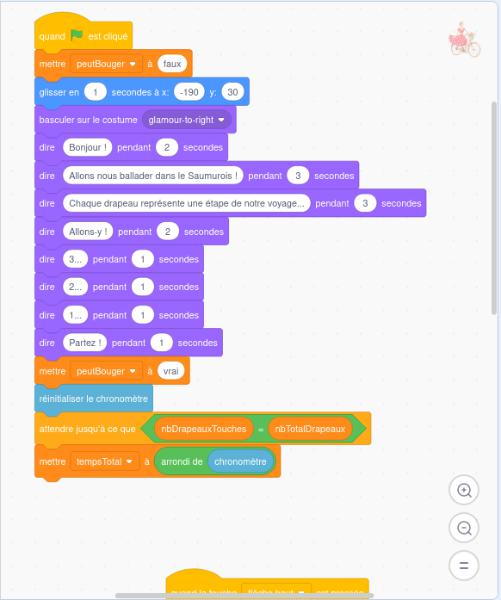 quand est cliqué
mettre peutBouger à faux
glisser en 1 secondes à x: -190 y: 30
basculer sur le costume glamour-to-right
dire Bonjour ! pendant 2 secondes
dire Allons nous ballader dans le Saumurois ! pendant 3 secondes
dire Chaque drapeau représente une étape de notre voyage... pendant 3 secondes
dire Allons-y ! pendant 2 secondes
dire 3... pendant 1 secondes
dire 2... pendant 1 secondes
dire 1... pendant 1 secondes
dire Partez ! pendant 1 secondes
mettre peutBouger à vrai
réinitialiser le chronomètre
attendre jusqu'à ce que nbDrapeauxTouches = nbTotalDrapeaux
mettre tempsTotal à arrondi de chronomètre
quand la touche flèche haut est pressée